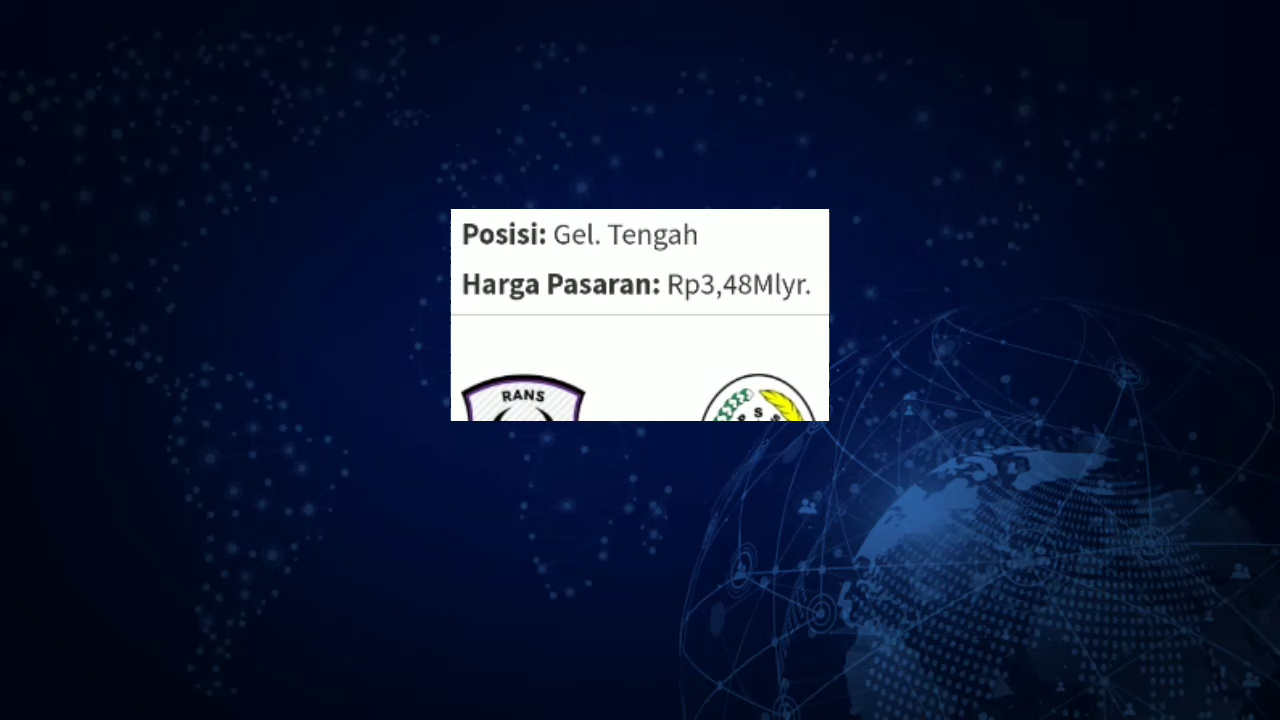 Posisi: Gel. Tengah
Harga Pasaran: Rp3,48Mlyr.
RANS
P S S